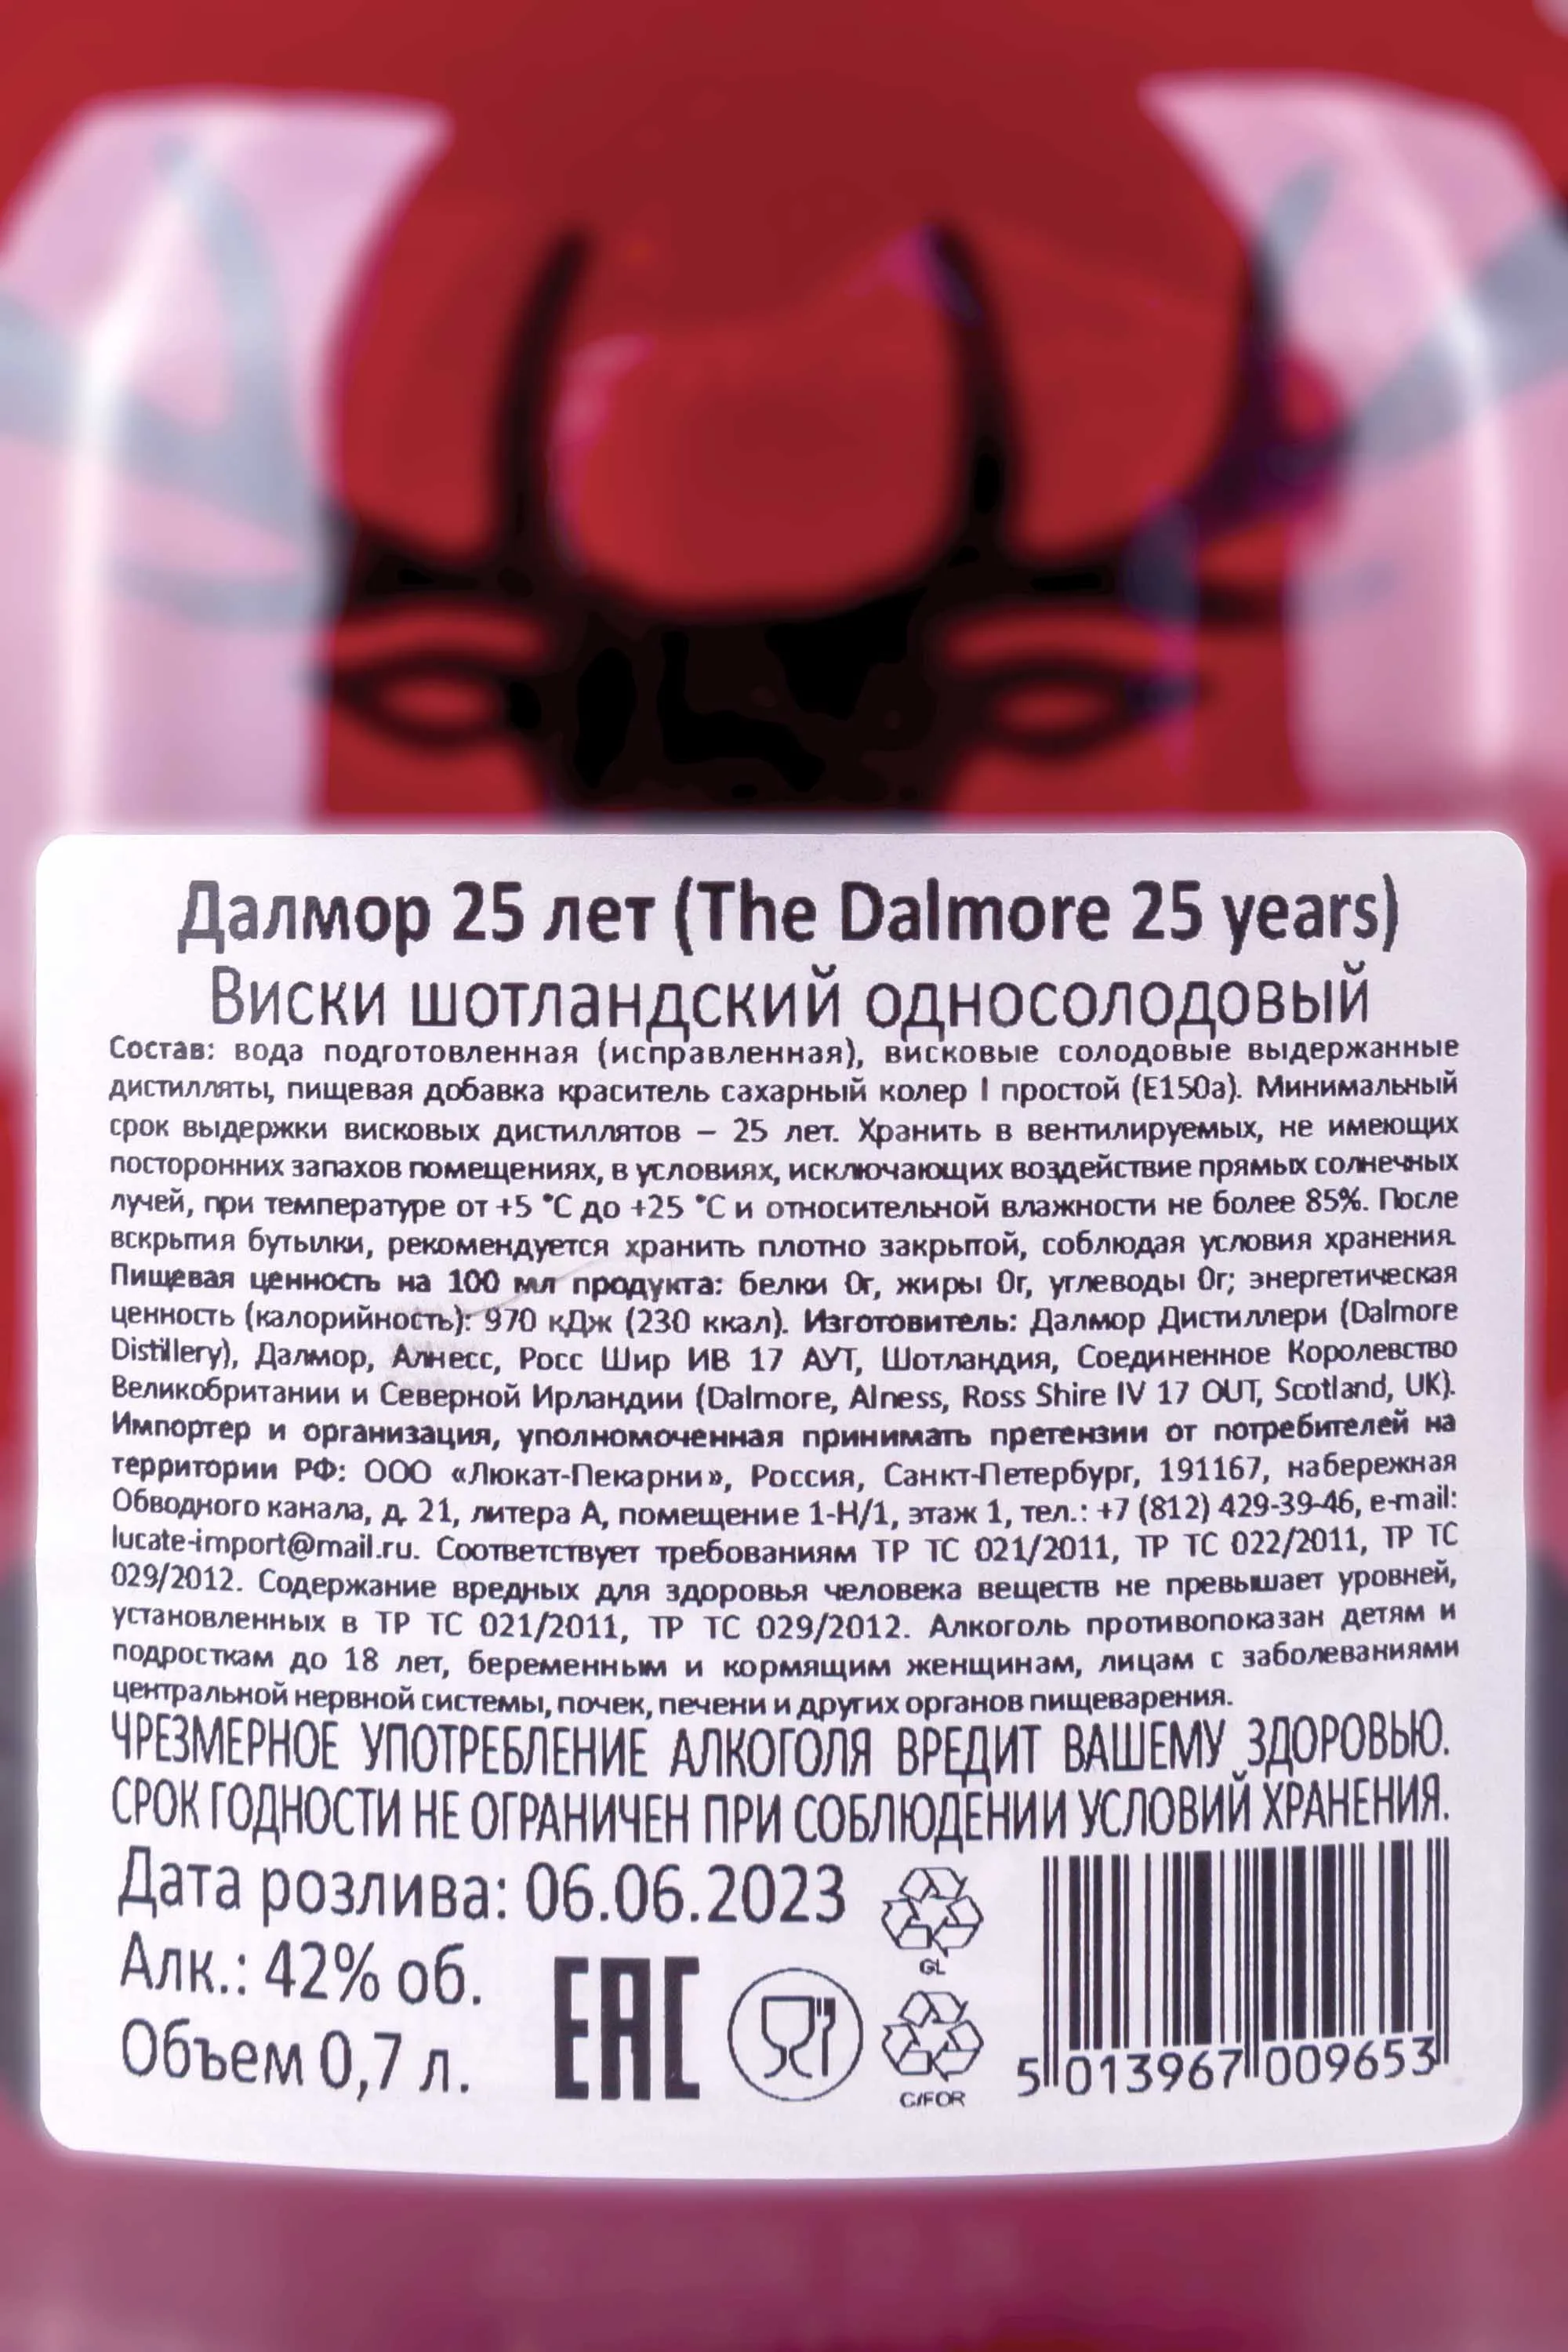 Далмор 25 лет (The Dalmore 25 years)
Виски шотландский односолодовый
Состав: вода подготовленная (исправленная), висковые солодовые выдержанные
дистилляты, пищевая добавка краситель сахарный колер I простой (E150a). Минимальный
срок выдержки висковых дистиллятов – 25 лет. Хранить в вентилируемых, не имеющих
посторонних запахов помещениях, в условиях, исключающих воздействие прямых солнечных
лучей, при температуре от +5 °C до +25 °C и относительной влажности не более 85%. После
вскрытия бутылки, рекомендуется хранить плотно закрытой, соблюдая условия хранения.
Пищевая ценность на 100 мл продукта: белки 0г, жиры 0г, углеводы 0г; энергетическая
ценность (калорийность): 970 кДж (230 ккал). Изготовитель: Далмор Дистиллери (Dalmore
Distillery), Далмор, Алнесс, Росс Шир ИВ 17 АУТ, Шотландия, Соединенное Королевство
Великобритании и Северной Ирландии (Dalmore, Alness, Ross Shire IV 17 OUT, Scotland, UK).
Импортер и организация, уполномоченная принимать претензии от потребителей на
территории РФ: ООО «Люкат-Пекарни», Россия, Санкт-Петербург, 191167, набережная
Обводного канала, д. 21, литера А, помещение 1-Н/1, этаж 1, тел.: +7 (812) 429-39-46, e-mail:
lucate-import@mail.ru. Соответствует требованиям ТР ТС 021/2011, ТР ТС 022/2011, ТР ТС
029/2012. Содержание вредных для здоровья человека веществ не превышает уровней,
установленных в ТР ТС 021/2011, ТР ТС 029/2012. Алкоголь противопоказан детям и
подросткам до 18 лет, беременным и кормящим женщинам, лицам с заболеваниями
центральной нервной системы, почек, печени и других органов пищеварения.
ЧРЕЗМЕРНОЕ УПОТРЕБЛЕНИЕ АЛКОГОЛЯ ВРЕДИТ ВАШЕМУ ЗДОРОВЬЮ.
СРОК ГОДНОСТИ НЕ ОГРАНИЧЕН ПРИ СОБЛЮДЕНИИ УСЛОВИЙ ХРАНЕНИЯ.
Дата розлива: 06.06.2023
Алк.: 42% об.
Объем 0,7 л.
EAC
GL
C/FOR
5 013967 009653